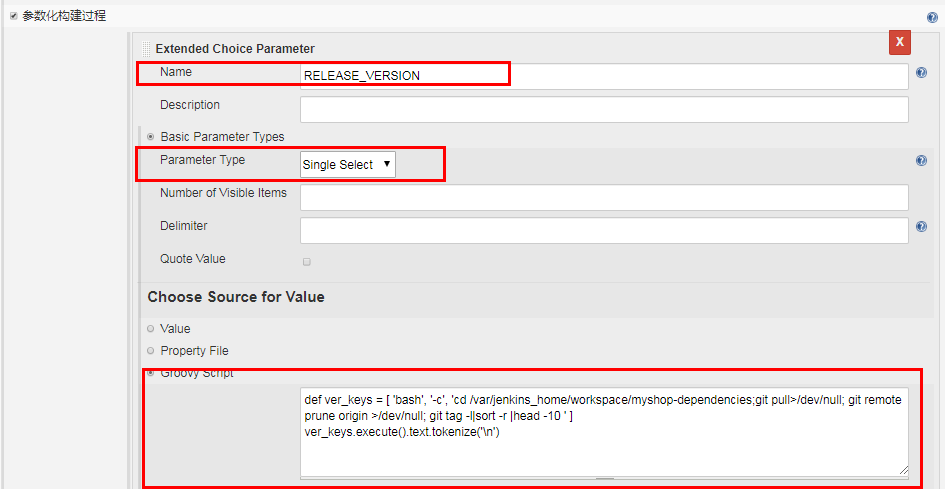 参数化构建过程
Extended Choice Parameter
X
Name
RELEASE_VERSION
Description
Basic Parameter Types
Parameter Type
Single Select
Number of Visible Items
Delimiter
Quote Value
Choose Source for Value
Value
Property File
Groovy Script
def ver_keys = [ 'bash', '-c', 'cd /var/jenkins_home/workspace/myshop-dependencies;git pull>/dev/null; git remote
prune origin >/dev/null; git tag -l|sort -r |head -10 ' ]
ver_keys.execute().text.tokenize('\n')